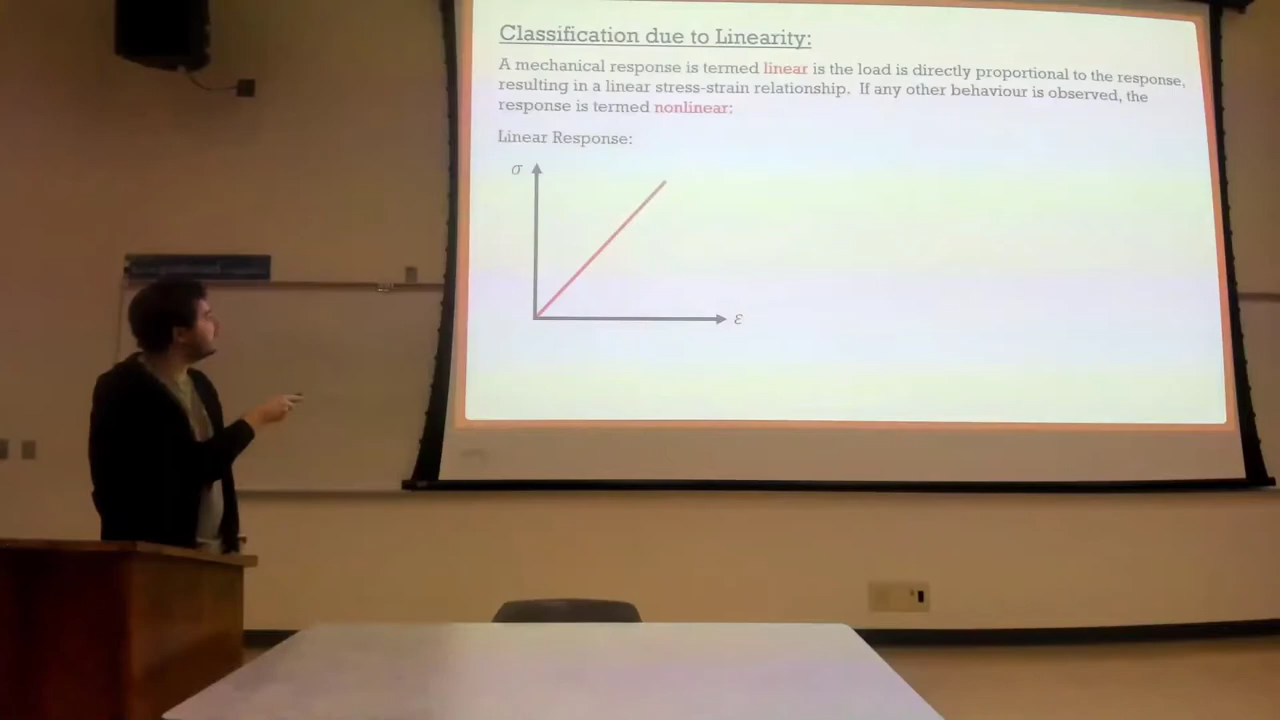 Classification due to Linearity:
A mechanical response is termed linear is the load is directly proportional to the response,
resulting in a linear stress-strain relationship. If any other behaviour is observed, the
response is termed nonlinear:
Linear Response:
σ
ε